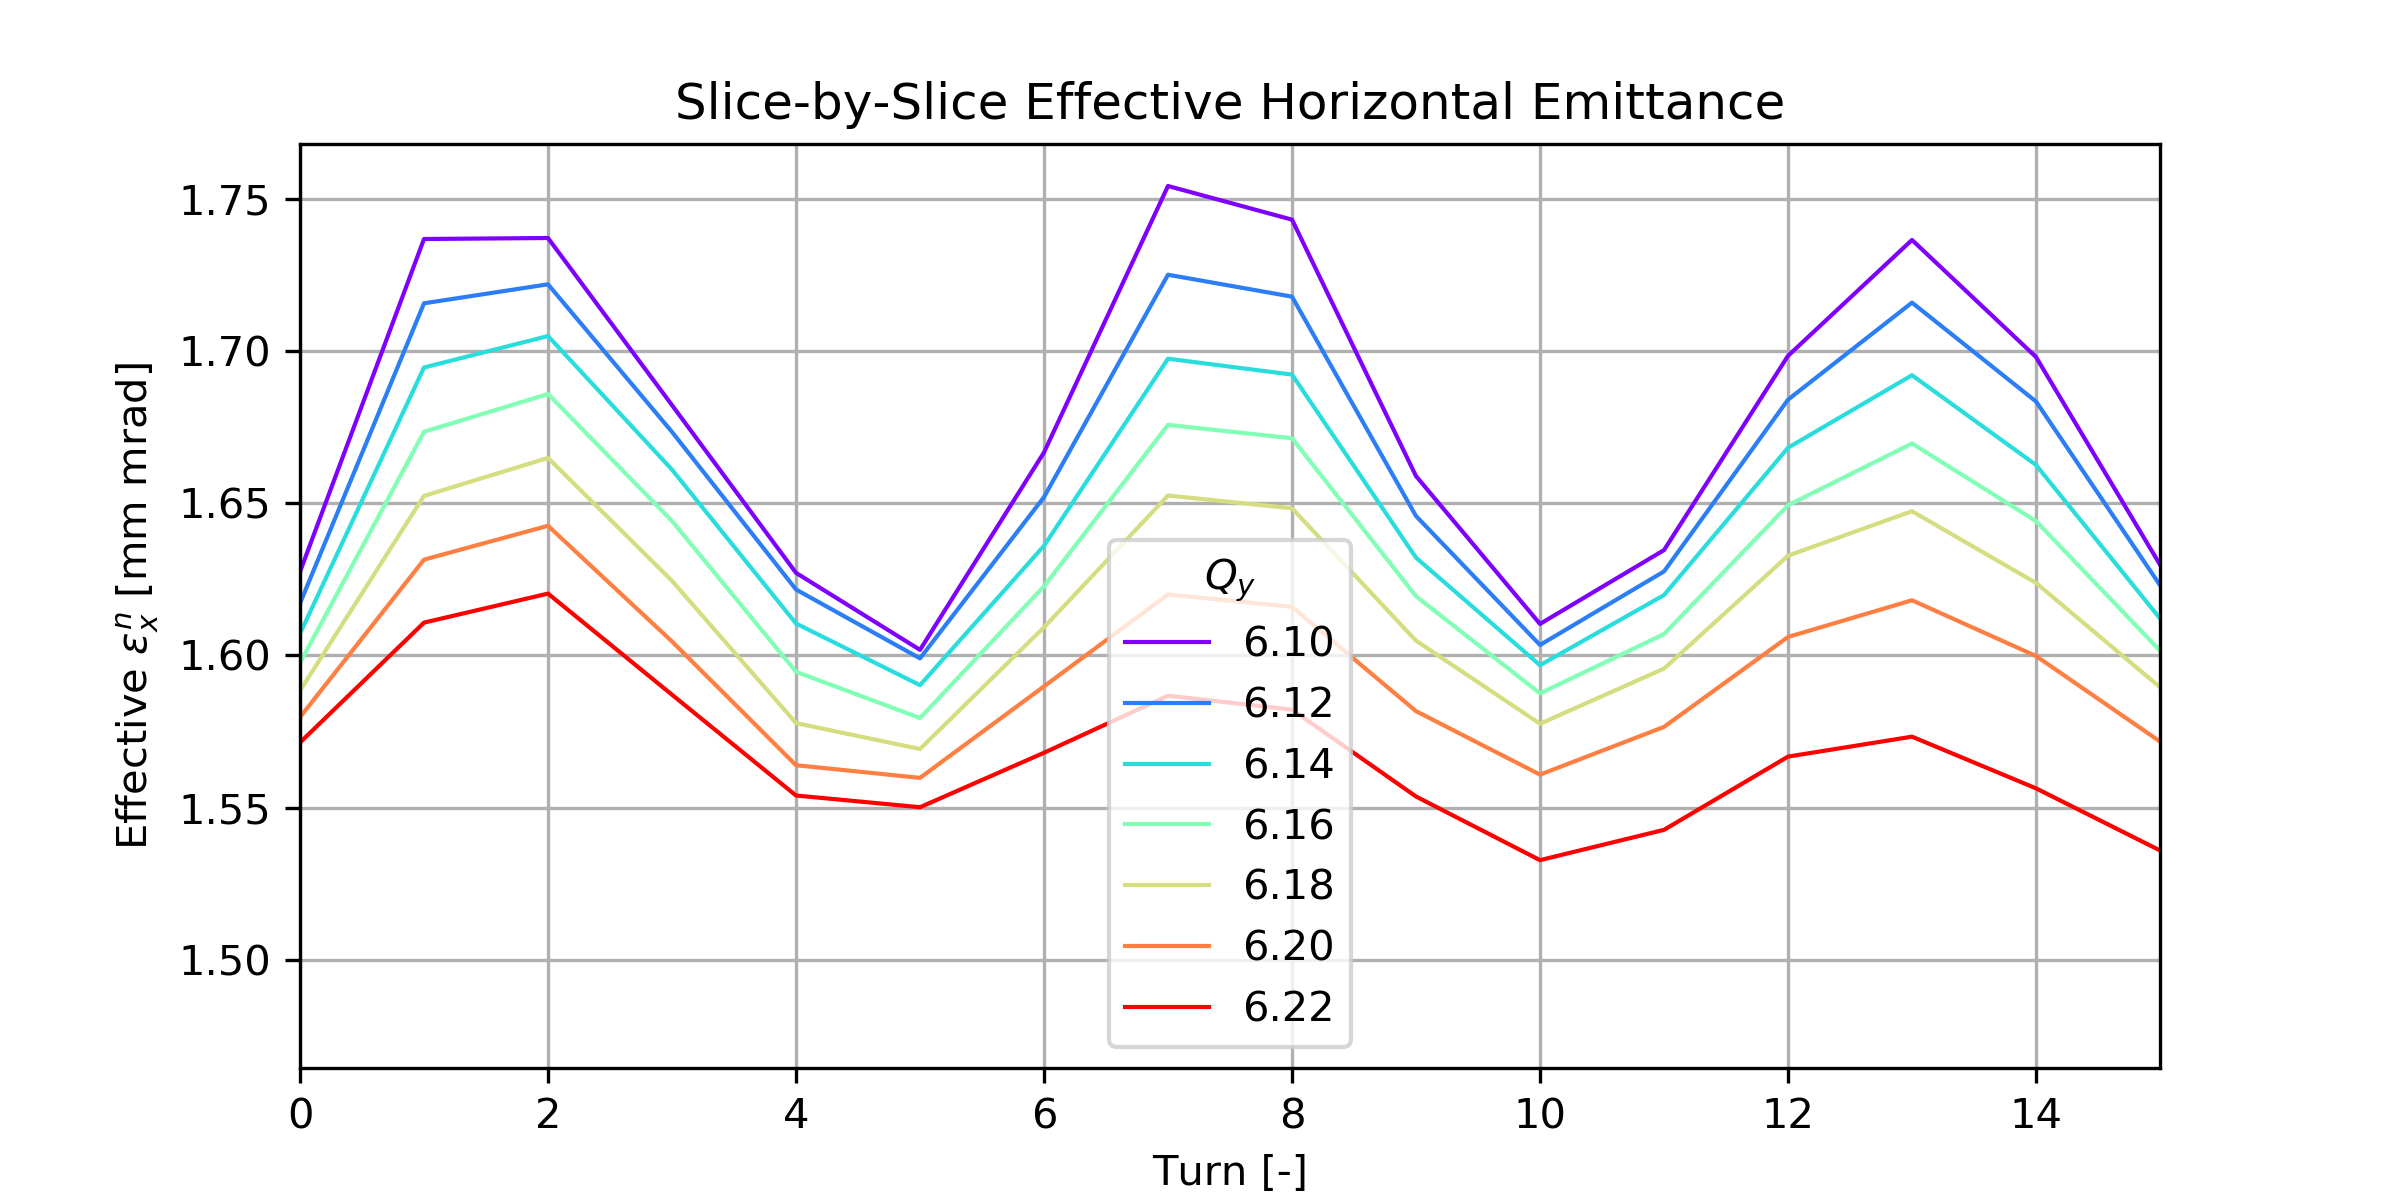 Slice-by-Slice Effective Horizontal Emittance
Effective εₓⁿ [mm mrad]
1.75
1.70
1.65
1.60
1.55
1.50
Q_y
6.10
6.12
6.14
6.16
6.18
6.20
6.22
0 2 4 6 8 10 12 14
Turn [-]